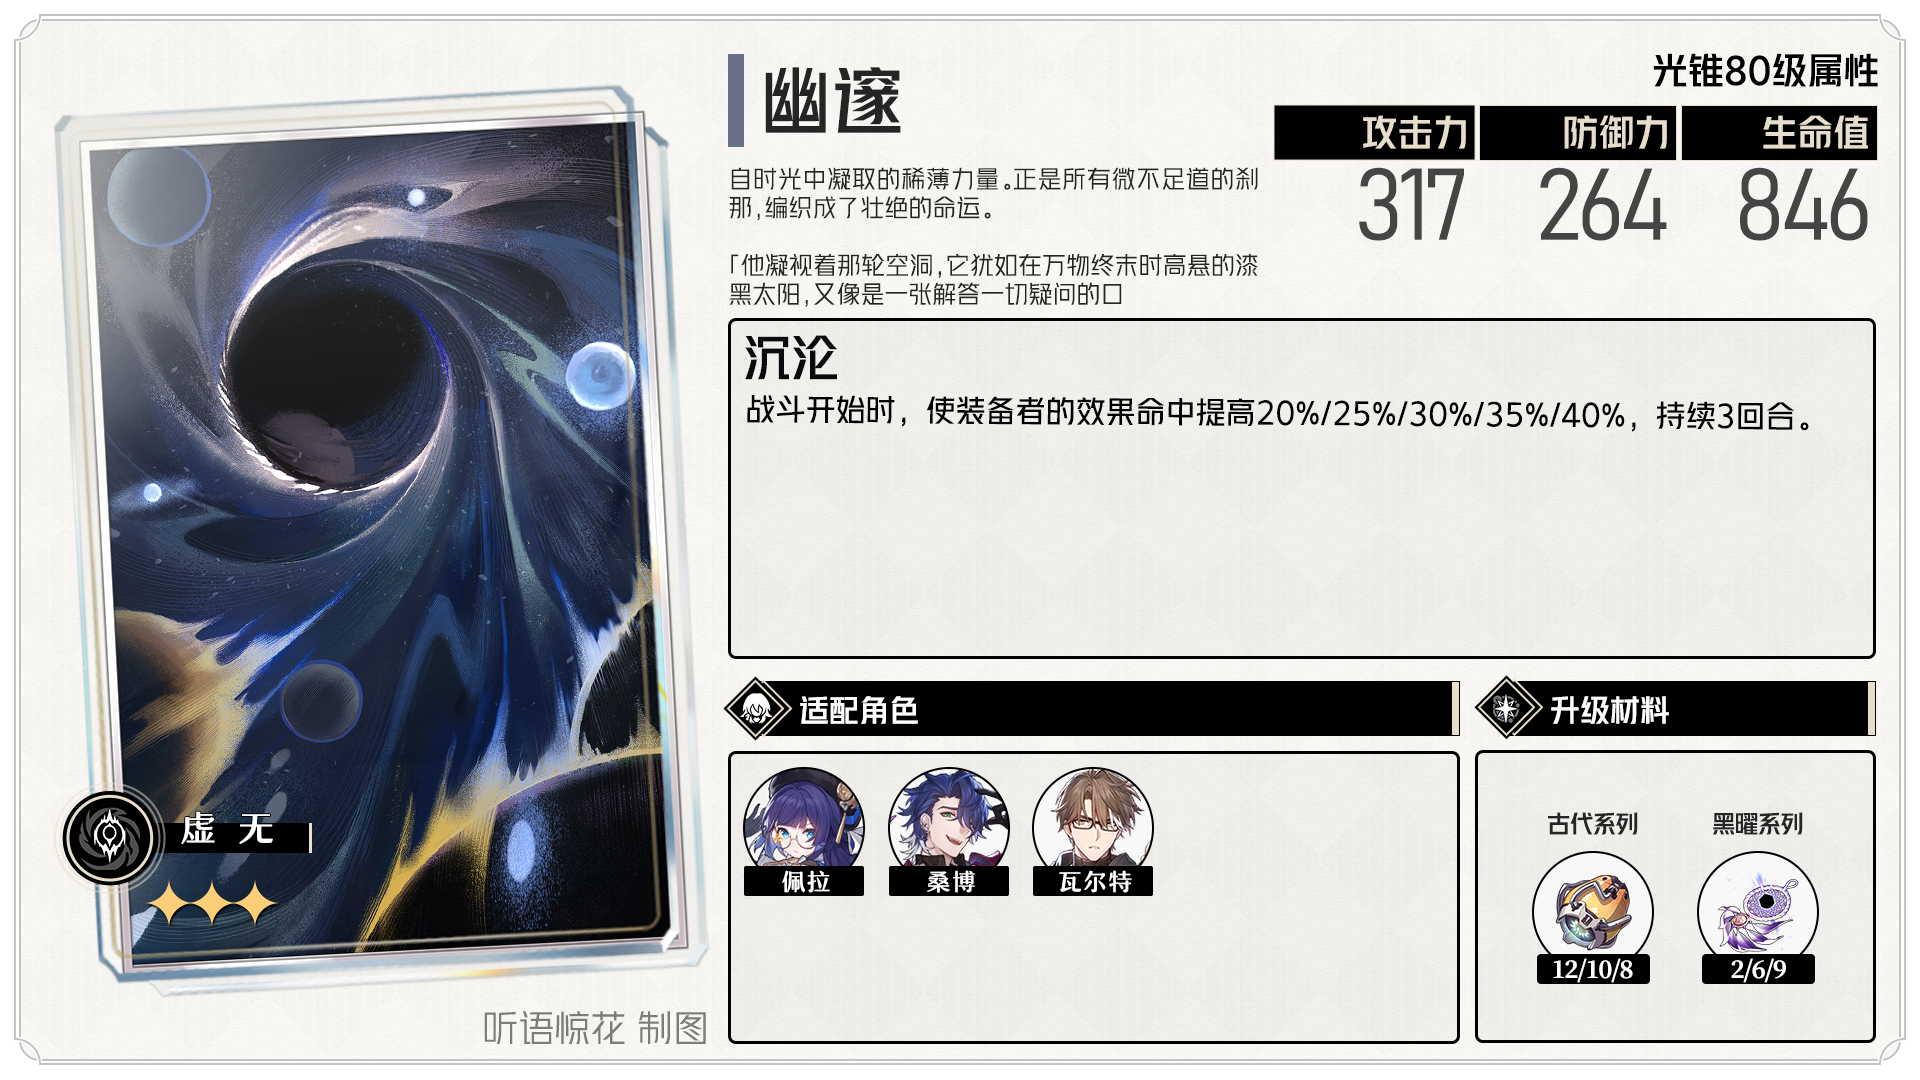 幽邃
光锥80级属性
攻击力 防御力 生命值
317 264 846
自时光中凝取的稀薄力量。正是所有微不足道的刹
那,编织成了壮绝的命运。
「他凝视着那轮空洞,它犹如在万物终末时高悬的漆
黑太阳,又像是一张解答一切疑问的口
沉沦
战斗开始时，使装备者的效果命中提高20%/25%/30%/35%/40%，持续3回合。
虚 无
适配角色
佩拉 桑博 瓦尔特
升级材料
古代系列 黑曜系列
12/10/8 2/6/9
听语惊花 制图